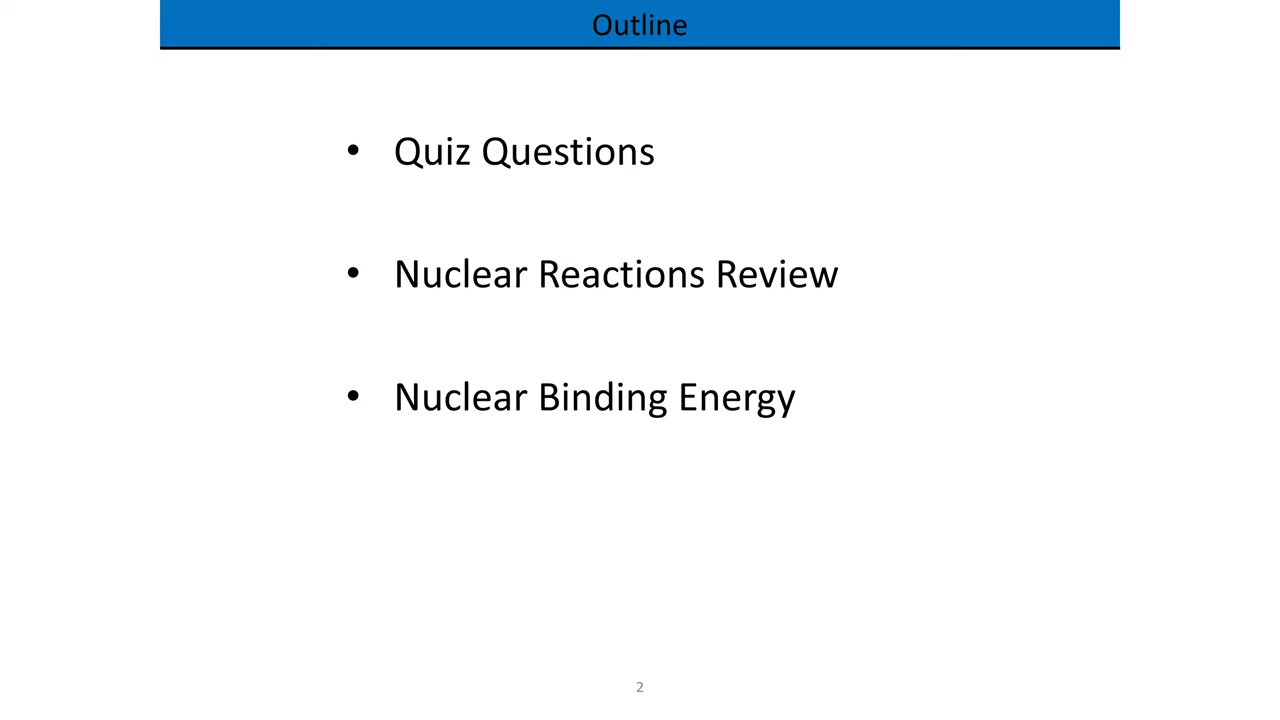 Outline
• Quiz Questions
• Nuclear Reactions Review
• Nuclear Binding Energy
2